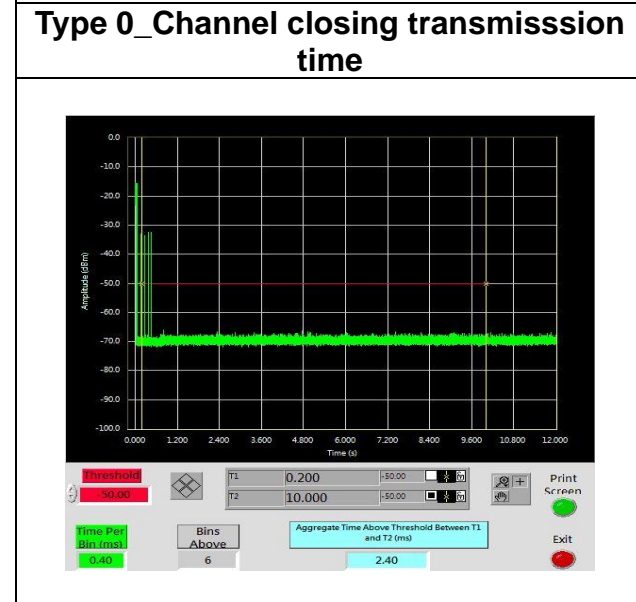 Type 0_Channel closing transmisssion
time
0.0
-10.0
-20.0
-30.0
-40.0
-50.0
-60.0
-70.0
-80.0
-90.0
-100.0
Amplitude (dBm)
0.000 1.200 2.400 3.600 4.800 6.000 7.200 8.400 9.600 10.800 12.000
Time (s)
Threshold
-50.00
T1 0.200 -50.00
T2 10.000 -50.00
Print
Screen
Time Per
Bin (ms)
0.40
Bins
Above
6
Aggregate Time Above Threshold Between T1
and T2 (ms)
2.40
Exit